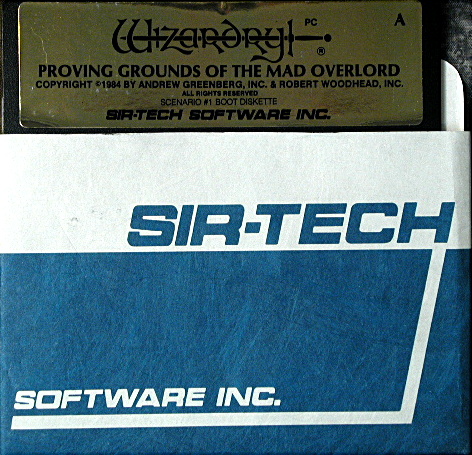 Wizardry
PC
A
®
PROVING GROUNDS OF THE MAD OVERLORD
COPYRIGHT ©1984 BY ANDREW GREENBERG, INC. & ROBERT WOODHEAD, INC.
ALL RIGHTS RESERVED
SCENARIO #1 BOOT DISKETTE
SIR-TECH SOFTWARE INC.
SIR-TECH
SOFTWARE INC.